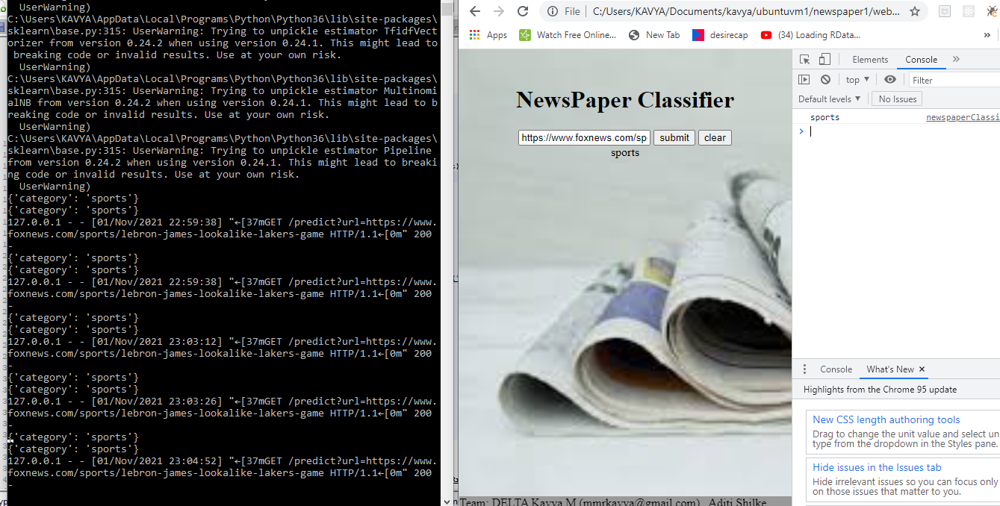 UserWarning)
C:\Users\KAVYA\AppData\Local\Programs\Python\Python36\lib\site-packages\
sklearn\base.py:315: UserWarning: Trying to unpickle estimator TfidfVect
orizer from version 0.24.2 when using version 0.24.1. This might lead to
breaking code or invalid results. Use at your own risk.
UserWarning)
C:\Users\KAVYA\AppData\Local\Programs\Python\Python36\lib\site-packages\
sklearn\base.py:315: UserWarning: Trying to unpickle estimator Multinomi
alNB from version 0.24.2 when using version 0.24.1. This might lead to b
reaking code or invalid results. Use at your own risk.
UserWarning)
C:\Users\KAVYA\AppData\Local\Programs\Python\Python36\lib\site-packages\
sklearn\base.py:315: UserWarning: Trying to unpickle estimator Pipeline
from version 0.24.2 when using version 0.24.1. This might lead to breaki
ng code or invalid results. Use at your own risk.
UserWarning)
{'category': 'sports'}
{'category': 'sports'}
127.0.0.1 - - [01/Nov/2021 22:59:38] "←[37mGET /predict?url=https://www.
foxnews.com/sports/lebron-james-lookalike-lakers-game HTTP/1.1←[0m" 200
-
{'category': 'sports'}
{'category': 'sports'}
127.0.0.1 - - [01/Nov/2021 22:59:38] "←[37mGET /predict?url=https://www.
foxnews.com/sports/lebron-james-lookalike-lakers-game HTTP/1.1←[0m" 200
-
{'category': 'sports'}
{'category': 'sports'}
127.0.0.1 - - [01/Nov/2021 23:03:12] "←[37mGET /predict?url=https://www.
foxnews.com/sports/lebron-james-lookalike-lakers-game HTTP/1.1←[0m" 200
-
{'category': 'sports'}
{'category': 'sports'}
127.0.0.1 - - [01/Nov/2021 23:03:26] "←[37mGET /predict?url=https://www.
foxnews.com/sports/lebron-james-lookalike-lakers-game HTTP/1.1←[0m" 200
-
{'category': 'sports'}
{'category': 'sports'}
127.0.0.1 - - [01/Nov/2021 23:04:52] "←[37mGET /predict?url=https://www.
foxnews.com/sports/lebron-james-lookalike-lakers-game HTTP/1.1←[0m" 200
-
File C:/Users/KAVYA/Documents/kavya/ubuntuvm1/newspaper1/web...
Apps Watch Free Online... New Tab desirecap (34) Loading RData... »
NewsPaper Classifier
https://www.foxnews.com/sp submit clear
sports
Team: DELTA Kavya M (mmrkavya@gmail.com) , Aditi Shilke
Elements Console »
top ▼ Filter
Default levels ▼ No Issues
sports newspaperClassi
>
Console What's New ×
Highlights from the Chrome 95 update
New CSS length authoring tools
Drag to change the unit value and select un
type from the dropdown in the Styles pane.
Hide issues in the Issues tab
Hide irrelevant issues so you can focus only
on those issues that matter to you.